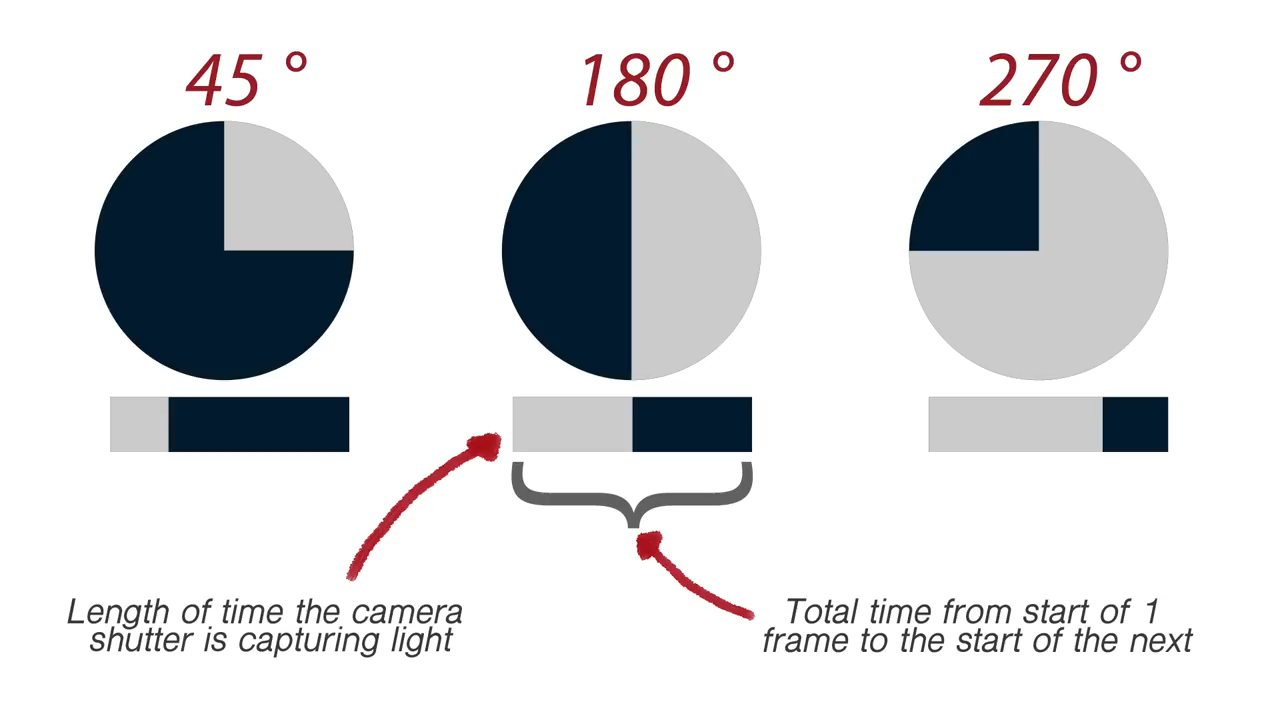 45 °
180 °
270 °
Length of time the camera
shutter is capturing light
Total time from start of 1
frame to the start of the next